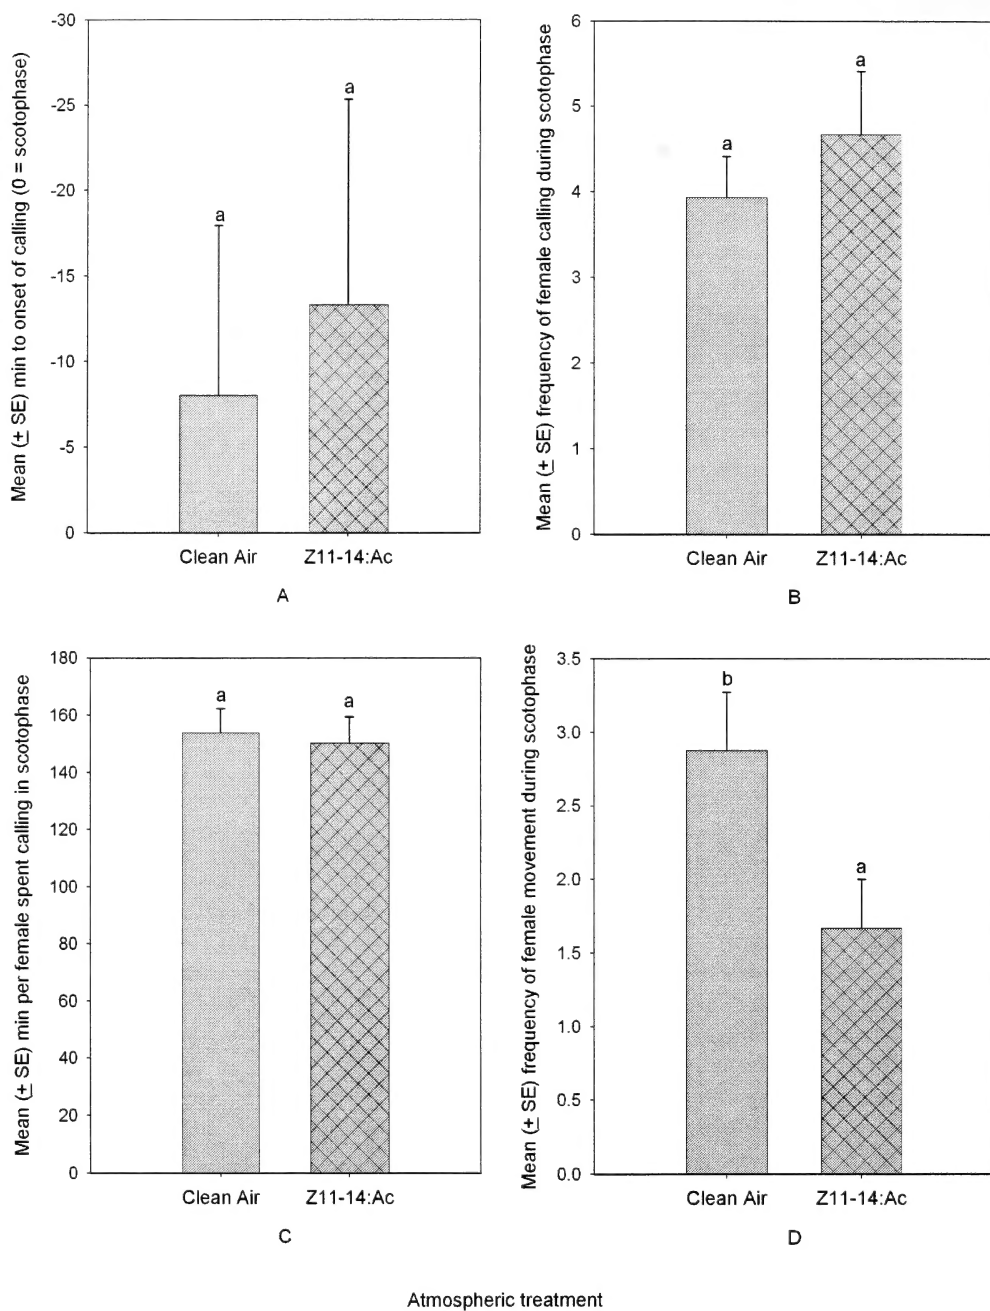 Mean (± SE) min to onset of calling (0 = scotophase)
-30
-25
-20
-15
-10
-5
0
a
a
Clean Air
Z11-14:Ac
A
Mean (± SE) frequency of female calling during scotophase
6
5
4
3
2
1
0
a
a
Clean Air
Z11-14:Ac
B
Mean (± SE) min per female spent calling in scotophase
180
160
140
120
100
80
60
40
20
0
a
a
Clean Air
Z11-14:Ac
C
Mean (± SE) frequency of female movement during scotophase
3.5
3.0
2.5
2.0
1.5
1.0
0.5
0.0
b
a
Clean Air
Z11-14:Ac
D
Atmospheric treatment